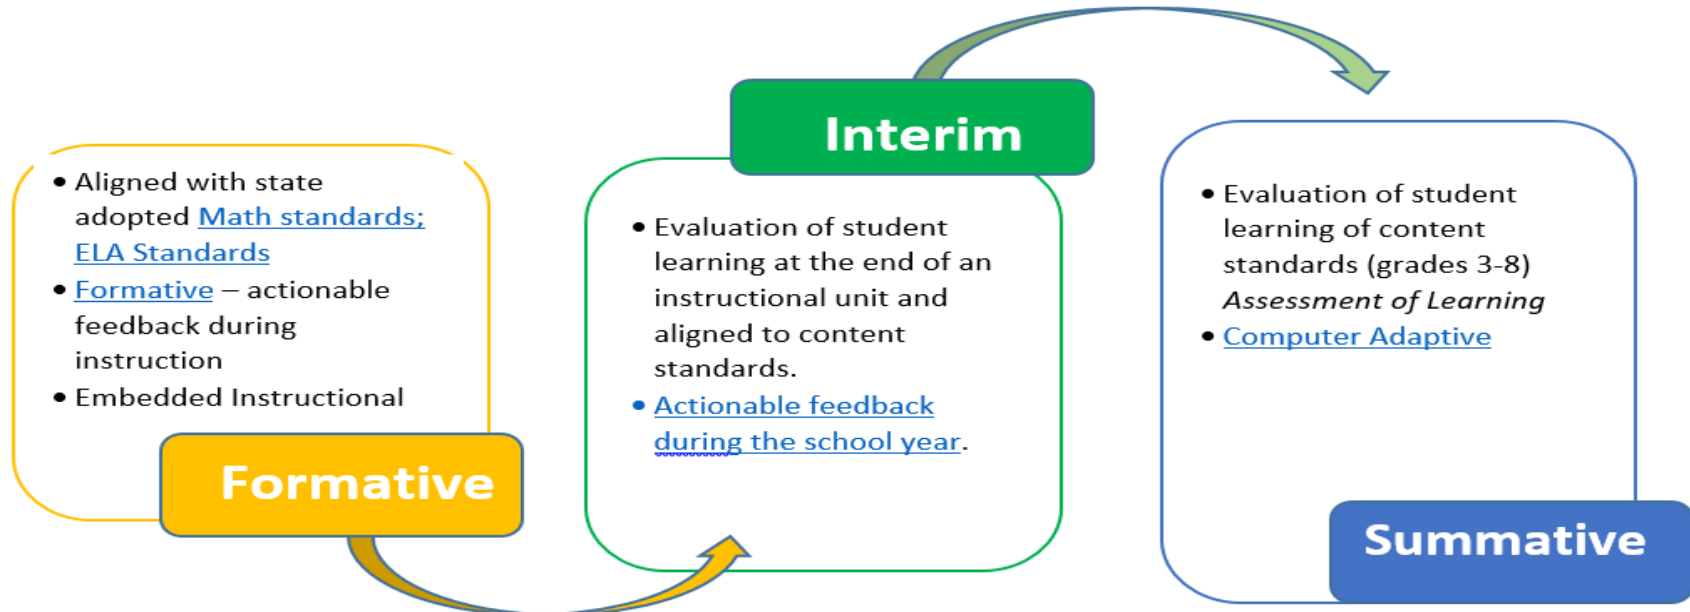 • Aligned with state
adopted Math standards;
ELA Standards
• Formative – actionable
feedback during
instruction
• Embedded Instructional
Formative
Interim
• Evaluation of student
learning at the end of an
instructional unit and
aligned to content
standards.
• Actionable feedback
during the school year.
• Evaluation of student
learning of content
standards (grades 3-8)
Assessment of Learning
• Computer Adaptive
Summative